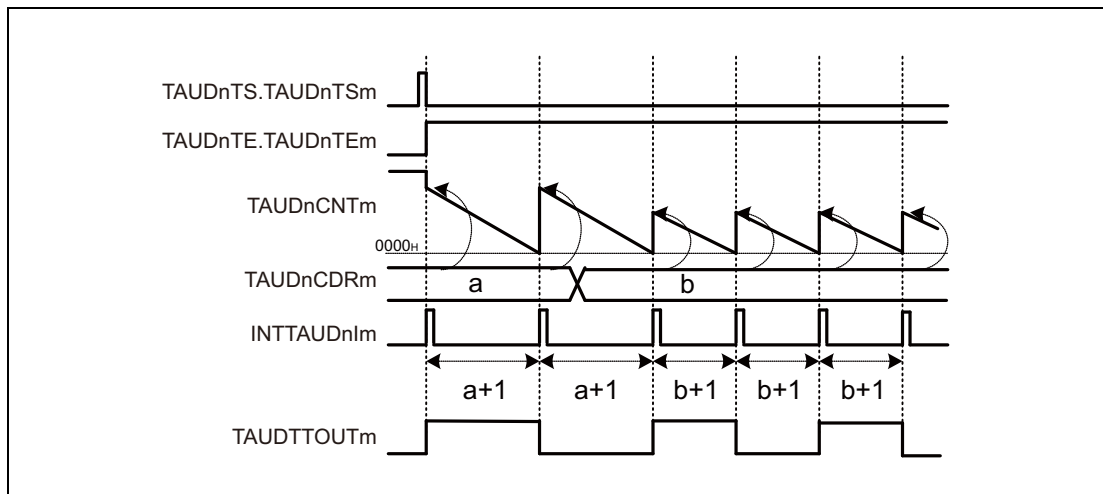 TAUDnTS.TAUDnTSm
TAUDnTE.TAUDnTEm
TAUDnCNTm
0000H
TAUDnCDRm
a
b
INTTAUDnIm
a+1
a+1
b+1
b+1
b+1
TAUDTTOUTm